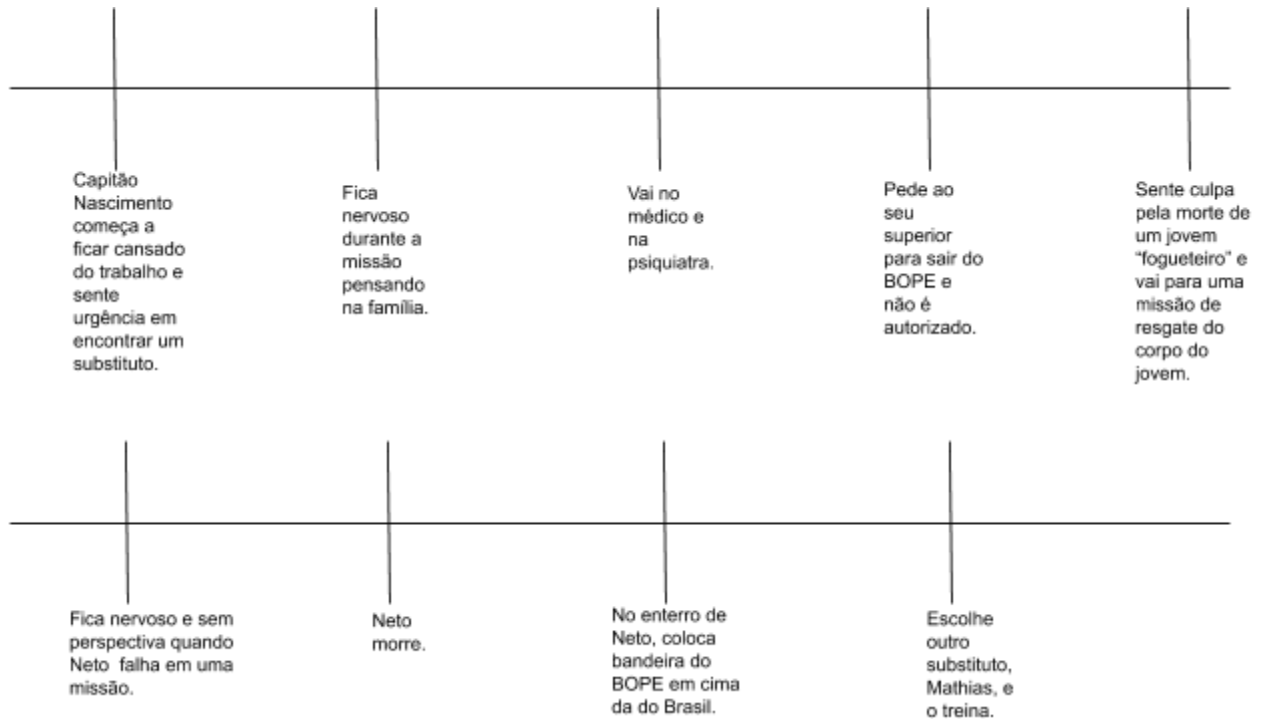 Capitão
Nascimento
começa a
ficar cansado
do trabalho e
sente
urgência em
encontrar um
substituto.
Fica
nervoso
durante a
missão
pensando
na família.
Vai no
médico e
na
psiquiatra.
Pede ao
seu
superior
para sair do
BOPE e
não é
autorizado.
Sente culpa
pela morte de
um jovem
“fogueteiro” e
vai para uma
missão de
resgate do
corpo do
jovem.
Fica nervoso e sem
perspectiva quando
Neto  falha em uma
missão.
Neto
morre.
No enterro de
Neto, coloca
bandeira do
BOPE em cima
da do Brasil.
Escolhe
outro
substituto,
Mathias, e
o treina.